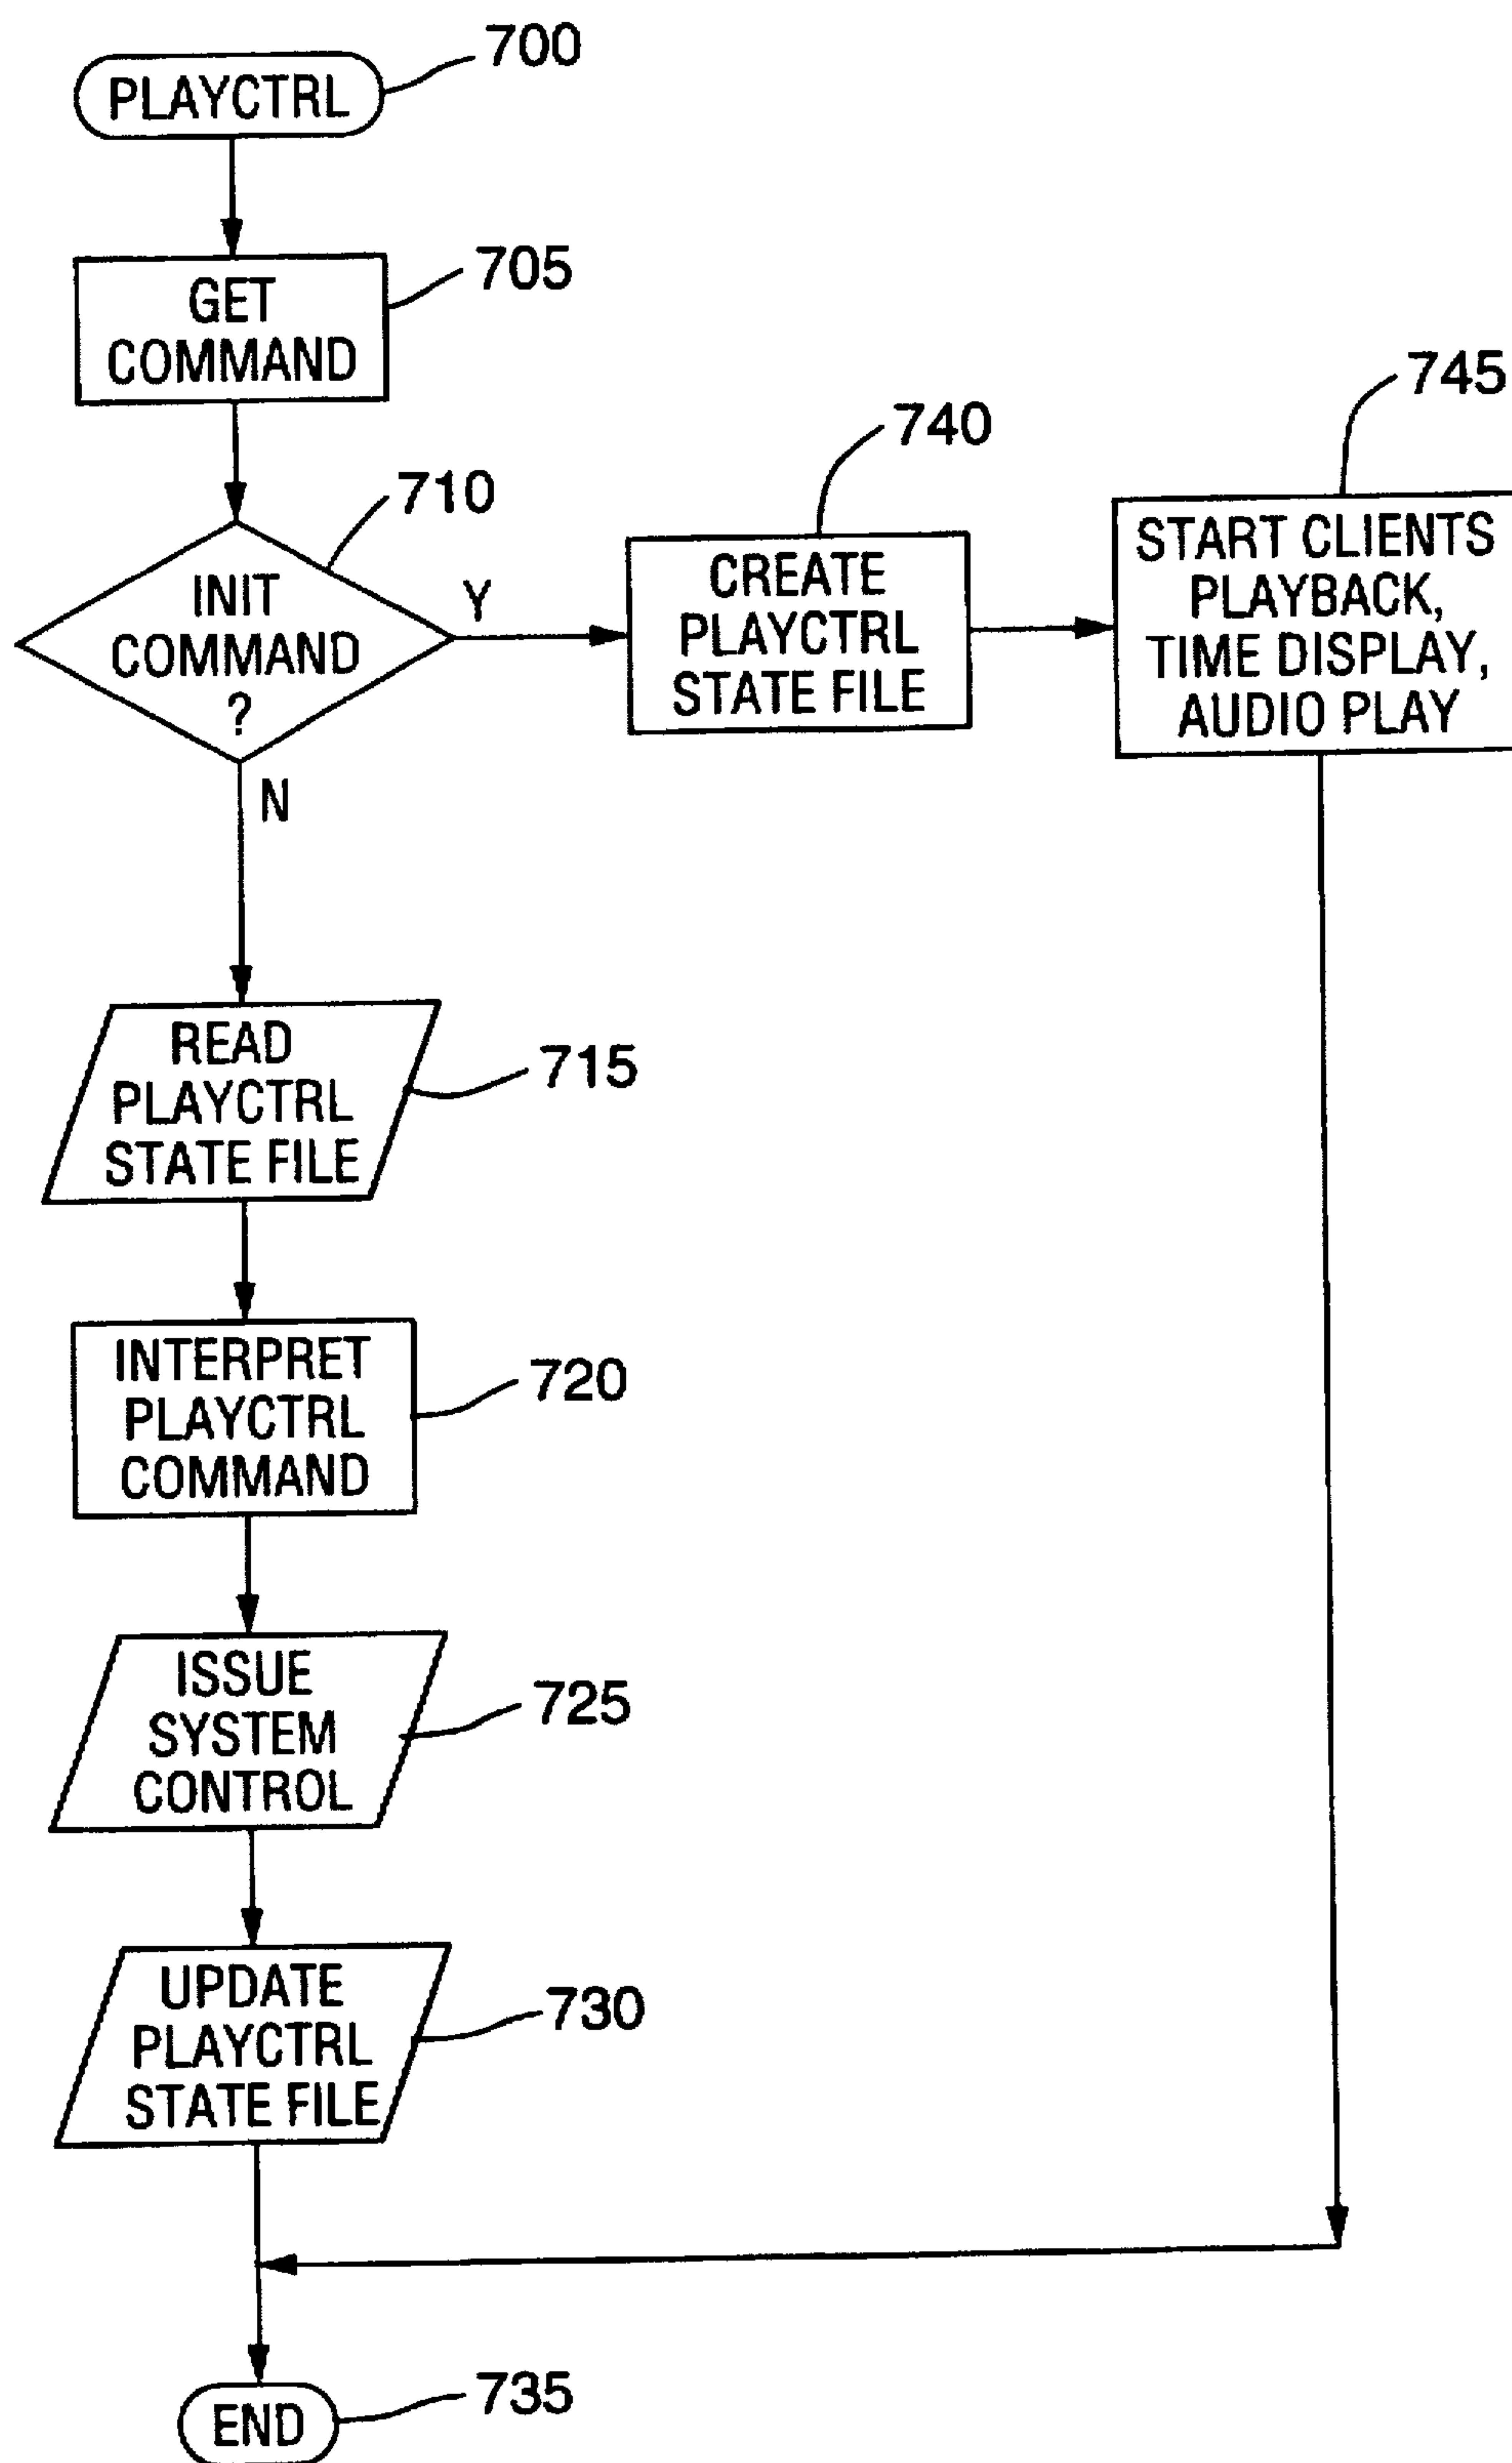 700
PLAYCTRL
705
GET
COMMAND
710
INIT
COMMAND
?
Y
N
740
CREATE
PLAYCTRL
STATE FILE
745
START CLIENTS
PLAYBACK,
TIME DISPLAY,
AUDIO PLAY
READ
PLAYCTRL
STATE FILE
715
INTERPRET
PLAYCTRL
COMMAND
720
ISSUE
SYSTEM
CONTROL
725
UPDATE
PLAYCTRL
STATE FILE
730
END
735